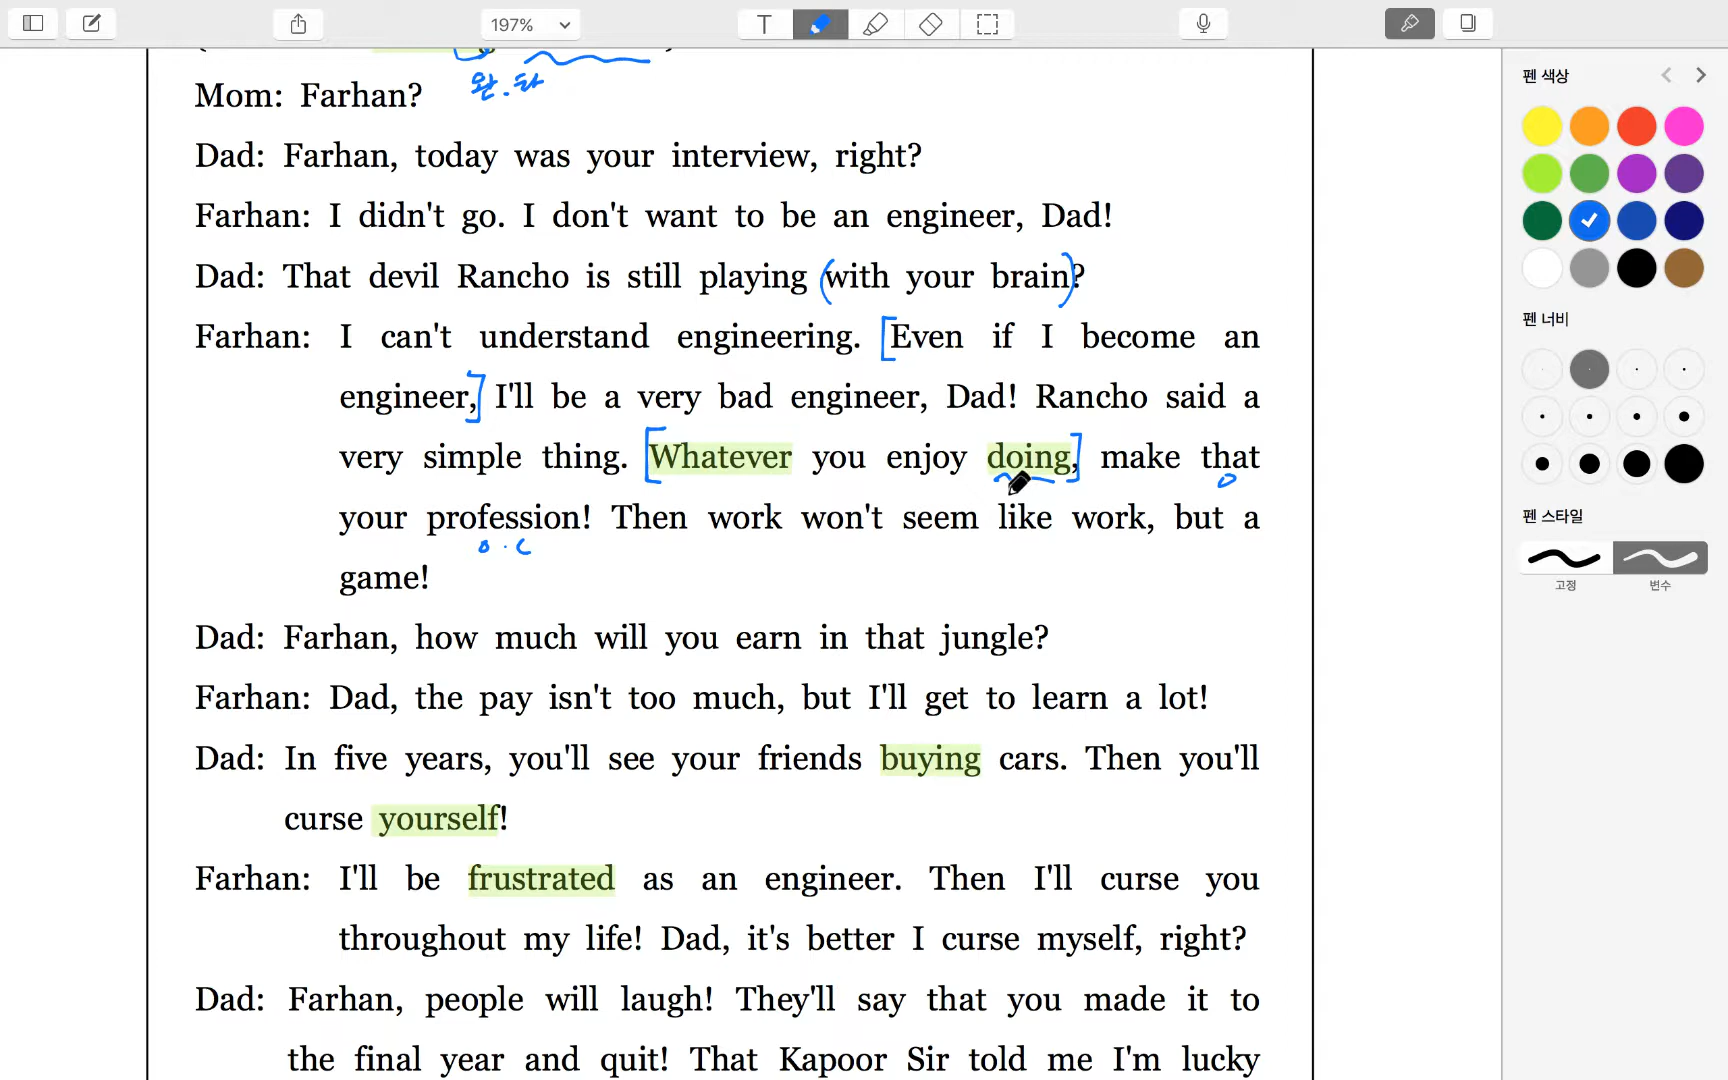 197%
T
펜 색상
완.타
Mom: Farhan?
Dad: Farhan, today was your interview, right?
Farhan: I didn't go. I don't want to be an engineer, Dad!
Dad: That devil Rancho is still playing (with your brain)?
Farhan: I can't understand engineering. [Even if I become an
engineer,] I'll be a very bad engineer, Dad! Rancho said a
very simple thing. [Whatever you enjoy doing,] make that
o
your profession! Then work won't seem like work, but a
o.c
game!
Dad: Farhan, how much will you earn in that jungle?
Farhan: Dad, the pay isn't too much, but I'll get to learn a lot!
Dad: In five years, you'll see your friends buying cars. Then you'll
curse yourself!
Farhan: I'll be frustrated as an engineer. Then I'll curse you
throughout my life! Dad, it's better I curse myself, right?
Dad: Farhan, people will laugh! They'll say that you made it to
the final year and quit! That Kapoor Sir told me I'm lucky
펜 너비
펜 스타일
고정
변수